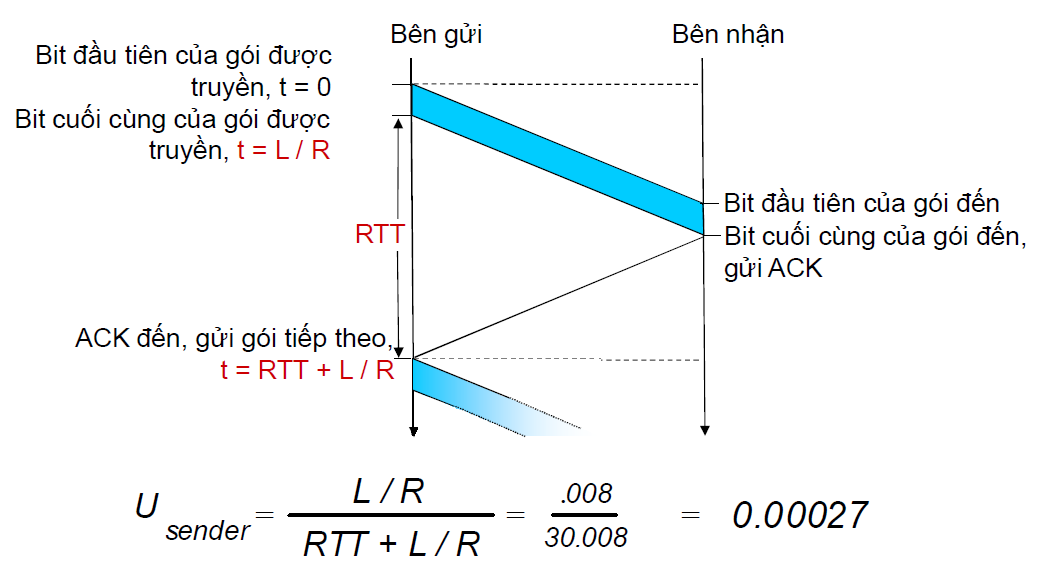 Bên gửi
Bên nhận
Bit đầu tiên của gói được
truyền, t = 0
Bit cuối cùng của gói được
truyền, t = L / R
RTT
Bit đầu tiên của gói đến
Bit cuối cùng của gói đến,
gửi ACK
ACK đến, gửi gói tiếp theo,
t = RTT + L / R
U sender = L / R / RTT + L / R = .008 / 30.008 = 0.00027